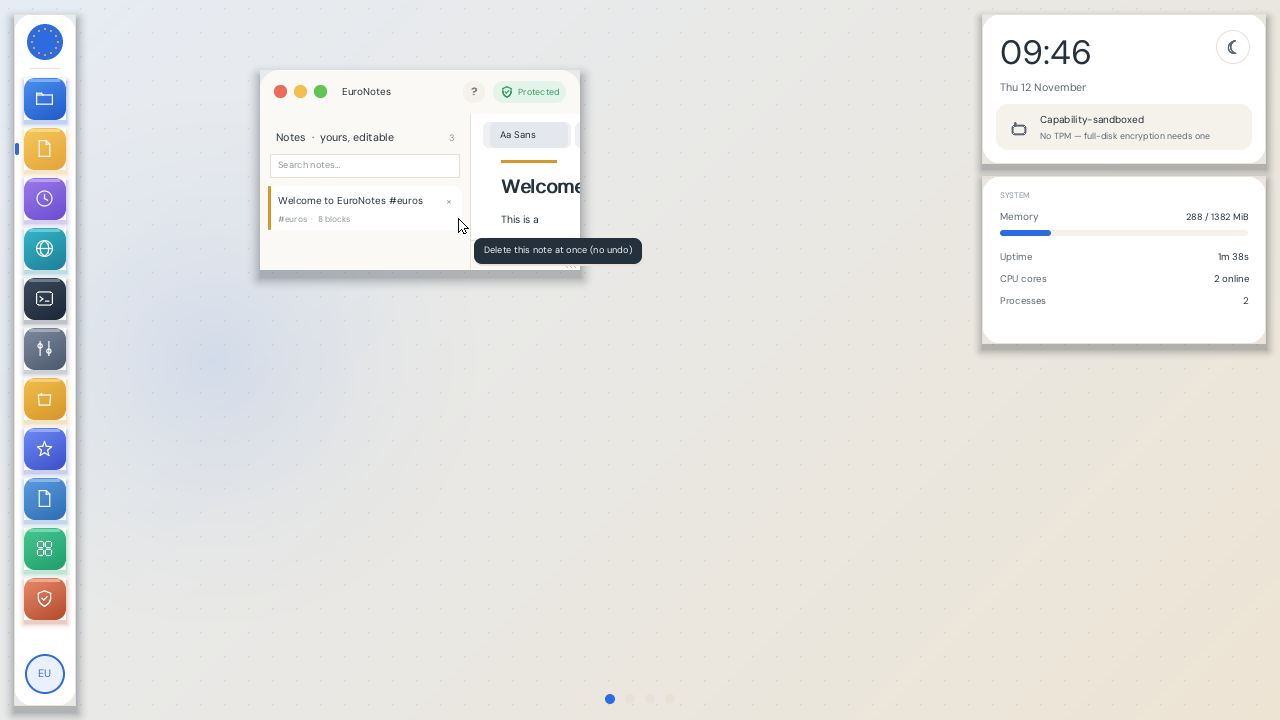 EuroNotes
?
Protected
Notes · yours, editable
3
Search notes...
Welcome to EuroNotes #euros
×
#euros · 8 blocks
Aa Sans
Welcome
This is a
Delete this note at once (no undo)
09:46
Thu 12 November
Capability-sandboxed
No TPM — full-disk encryption needs one
SYSTEM
Memory
288 / 1382 MiB
Uptime
1m 38s
CPU cores
2 online
Processes
2
EU